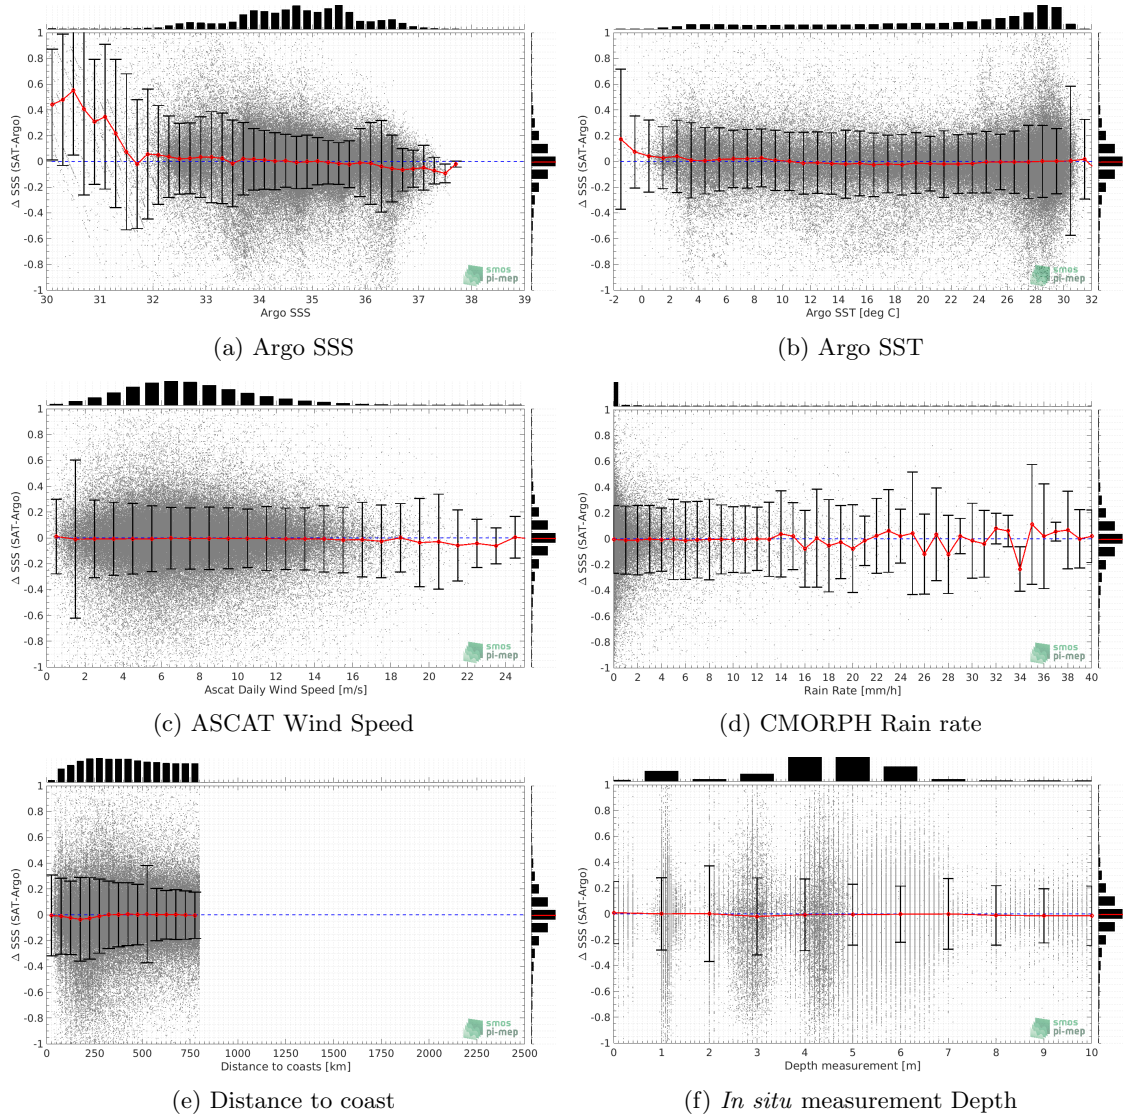 Δ SSS (SAT-Argo)
1
0.8
0.6
0.4
0.2
0
-0.2
-0.4
-0.6
-0.8
-1
smos
pi-mep
30 31 32 33 34 35 36 37 38 39
Argo SSS
(a) Argo SSS
Δ SSS (SAT-Argo)
1
0.8
0.6
0.4
0.2
0
-0.2
-0.4
-0.6
-0.8
-1
smos
pi-mep
-2 0 2 4 6 8 10 12 14 16 18 20 22 24 26 28 30 32
Argo SST [deg C]
(b) Argo SST
Δ SSS (SAT-Argo)
1
0.8
0.6
0.4
0.2
0
-0.2
-0.4
-0.6
-0.8
-1
smos
pi-mep
0 2 4 6 8 10 12 14 16 18 20 22 24
Ascat Daily Wind Speed [m/s]
(c) ASCAT Wind Speed
Δ SSS (SAT-Argo)
1
0.8
0.6
0.4
0.2
0
-0.2
-0.4
-0.6
-0.8
-1
smos
pi-mep
0 2 4 6 8 10 12 14 16 18 20 22 24 26 28 30 32 34 36 38 40
Rain Rate [mm/h]
(d) CMORPH Rain rate
Δ SSS (SAT-Argo)
1
0.8
0.6
0.4
0.2
0
-0.2
-0.4
-0.6
-0.8
-1
smos
pi-mep
0 250 500 750 1000 1250 1500 1750 2000 2250 2500
Distance to coasts [km]
(e) Distance to coast
Δ SSS (SAT-Argo)
1
0.8
0.6
0.4
0.2
0
-0.2
-0.4
-0.6
-0.8
-1
smos
pi-mep
0 1 2 3 4 5 6 7 8 9 10
Depth measurement [m]
(f) In situ measurement Depth